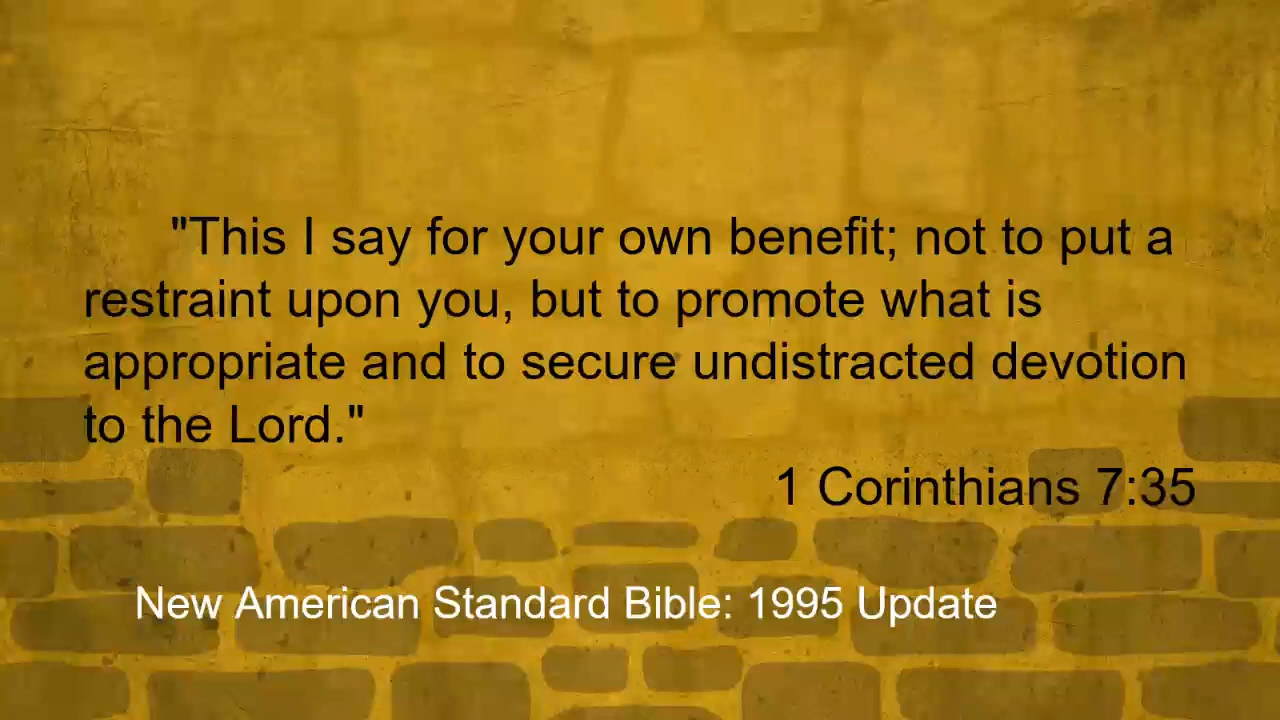 "This I say for your own benefit; not to put a
restraint upon you, but to promote what is
appropriate and to secure undistracted devotion
to the Lord."
1 Corinthians 7:35
New American Standard Bible: 1995 Update